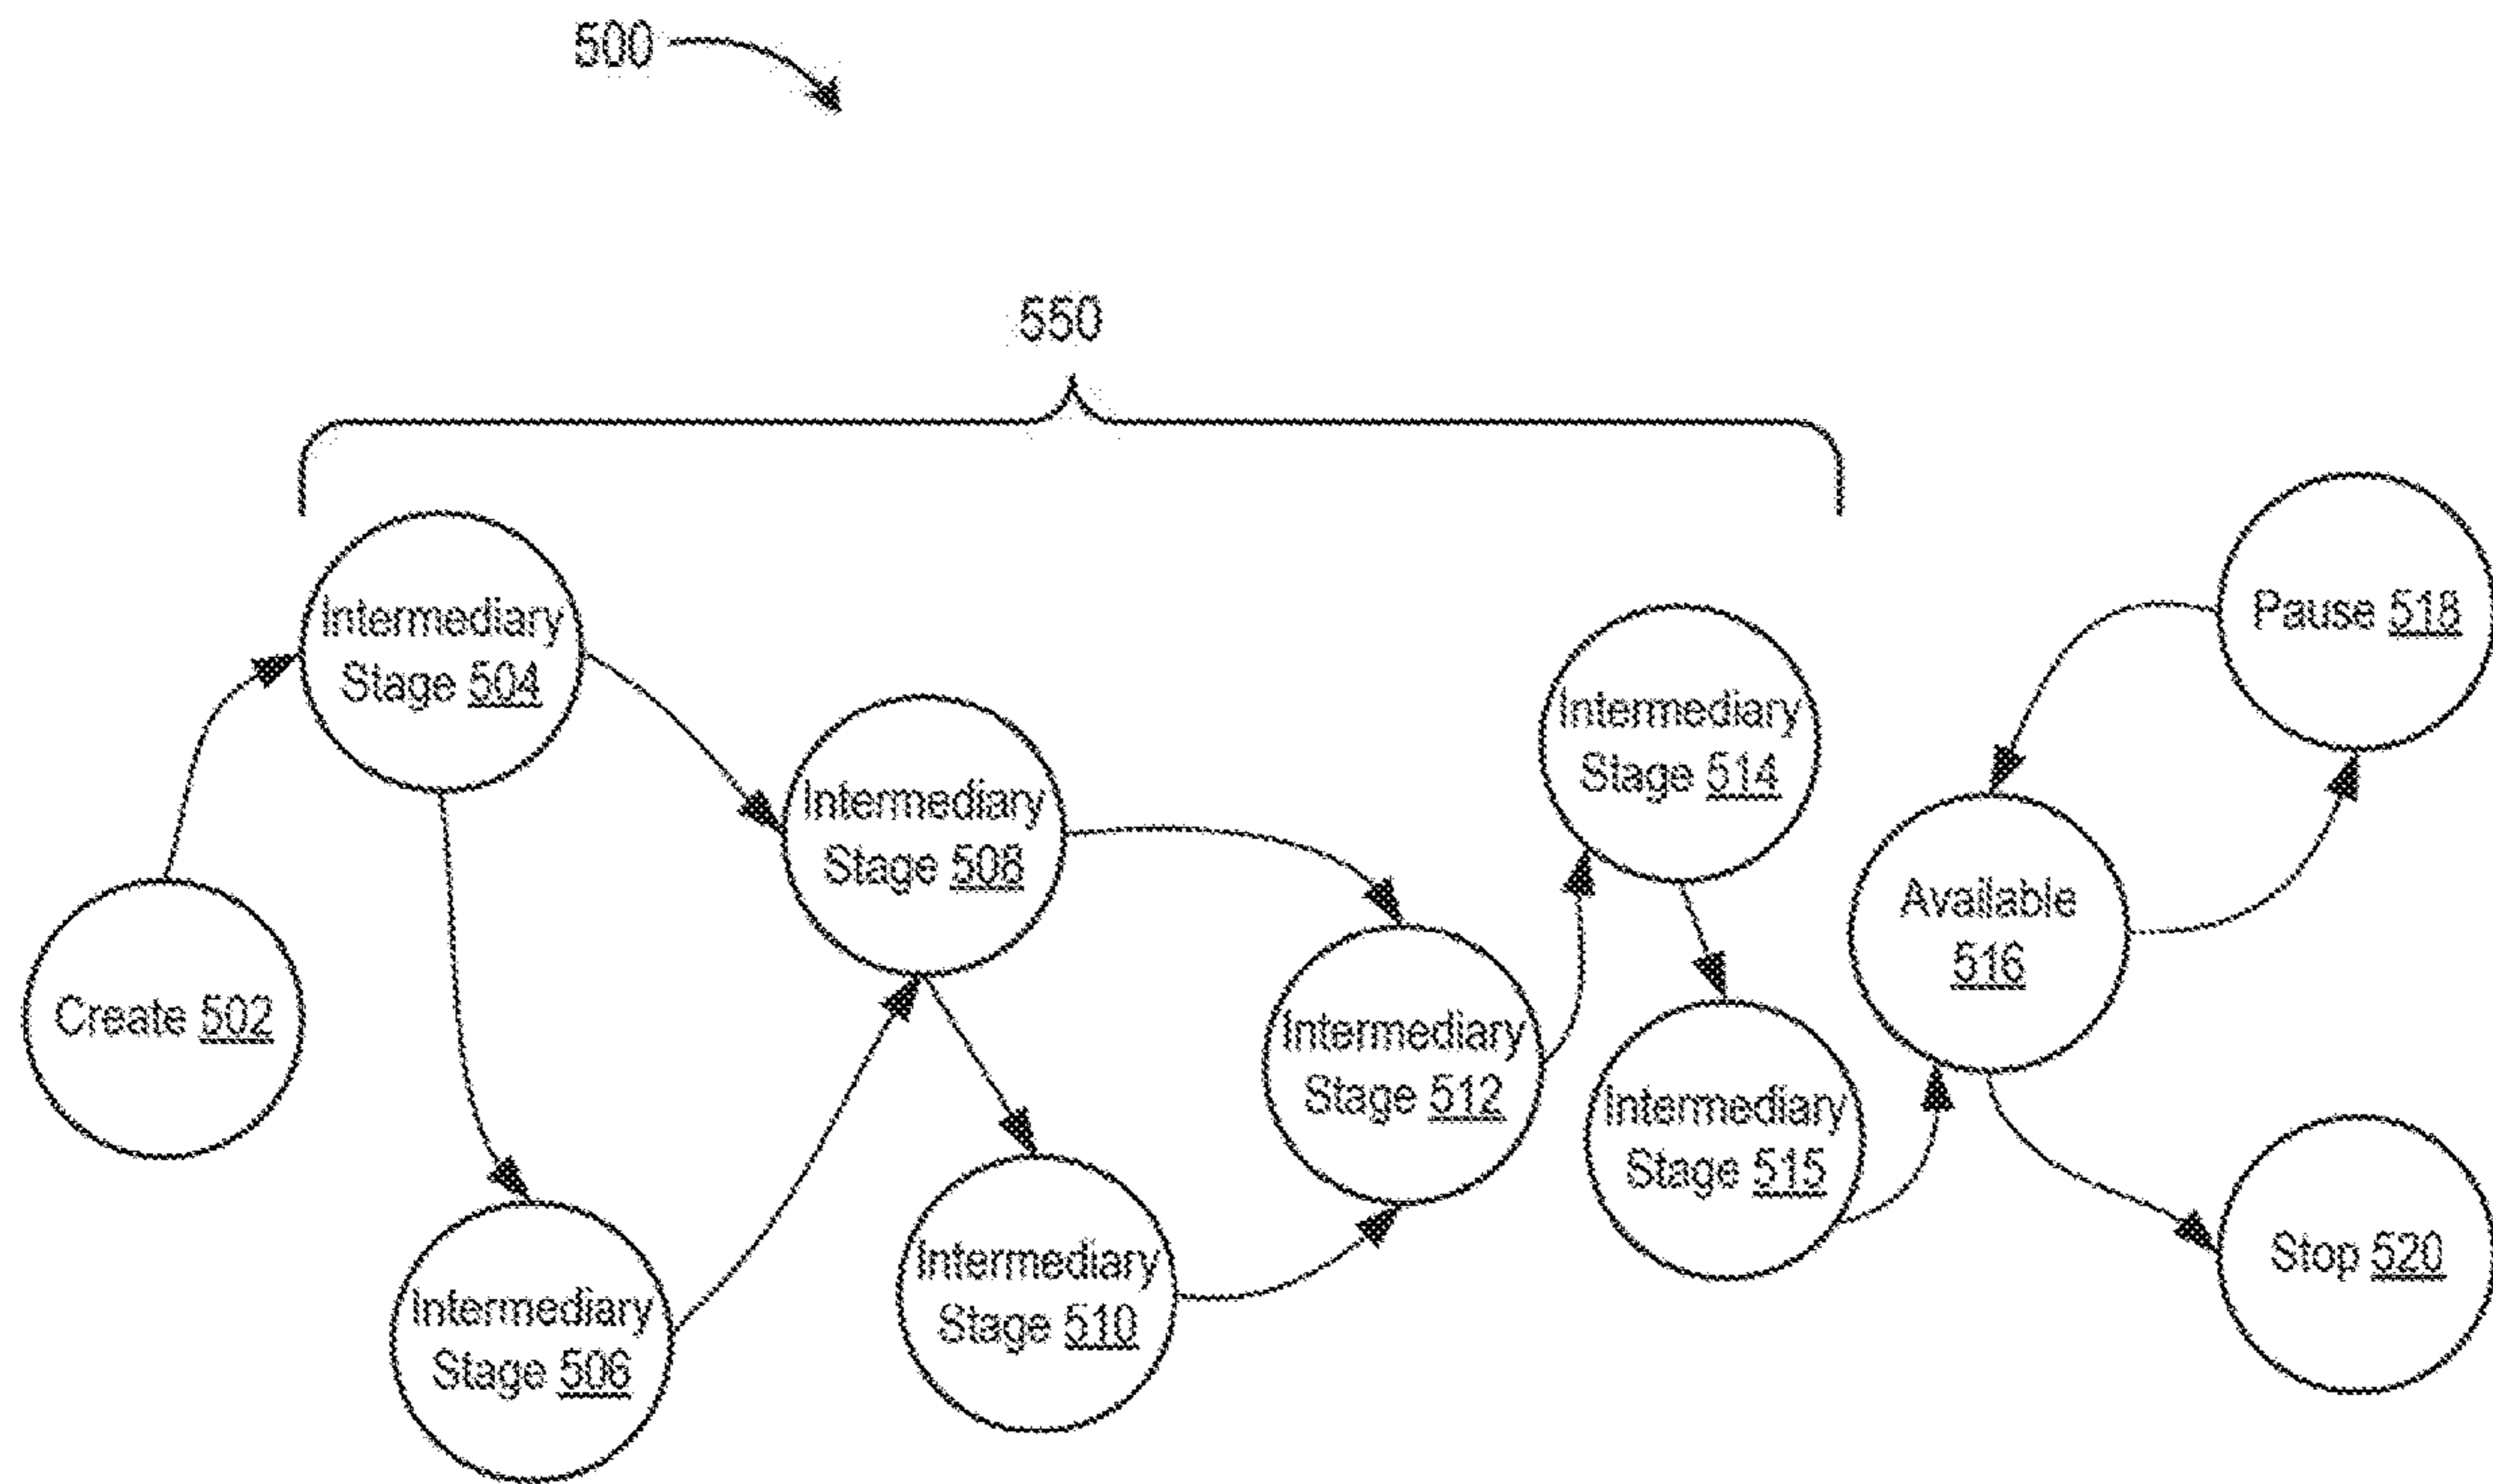 500
550
Intermediary
Stage 504
Pause 518
Intermediary
Stage 514
Intermediary
Stage 508
Available
516
Create 502
Intermediary
Stage 512
Intermediary
Stage 515
Stop 520
Intermediary
Stage 510
Intermediary
Stage 506